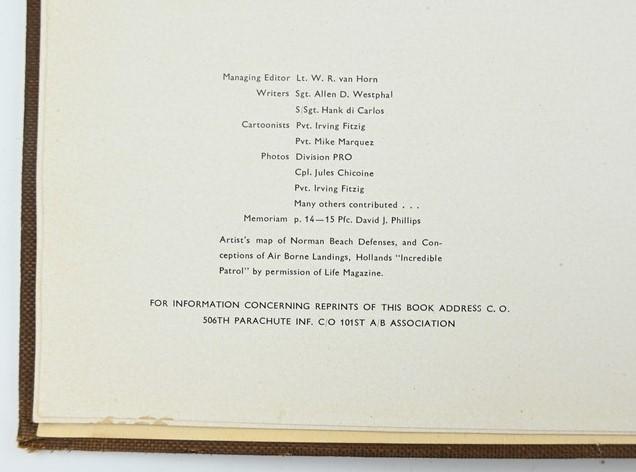 Managing Editor Lt. W. R. van Horn
Writers Sgt. Allen D. Westphal
S/Sgt. Hank di Carlos
Cartoonists Pvt. Irving Fitzig
Pvt. Mike Marquez
Photos Division PRO
Cpl. Jules Chicoine
Pvt. Irving Fitzig
Many others contributed . . .
Memoriam p. 14—15 Pfc. David J. Phillips
Artist's map of Norman Beach Defenses, and Con-
ceptions of Air Borne Landings, Hollands "Incredible
Patrol" by permission of Life Magazine.
FOR INFORMATION CONCERNING REPRINTS OF THIS BOOK ADDRESS C. O.
506TH PARACHUTE INF. C/O 101ST A/B ASSOCIATION